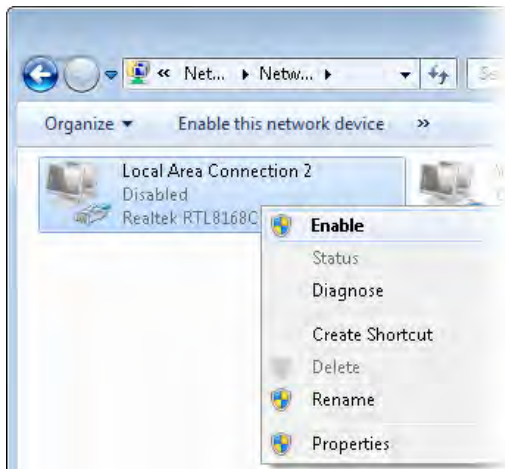 « Net... ▸ Netw... ▸
Organize ▾ Enable this network device »
Local Area Connection 2
Disabled
Realtek RTL8168C
Enable
Status
Diagnose
Create Shortcut
Delete
Rename
Properties